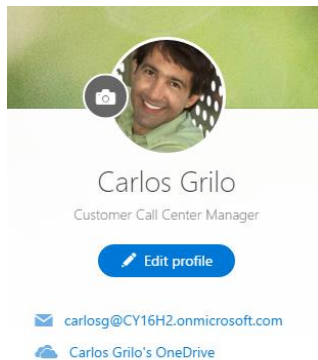 Carlos Grilo
Customer Call Center Manager
Edit profile
carlosg@CY16H2.onmicrosoft.com
Carlos Grilo's OneDrive